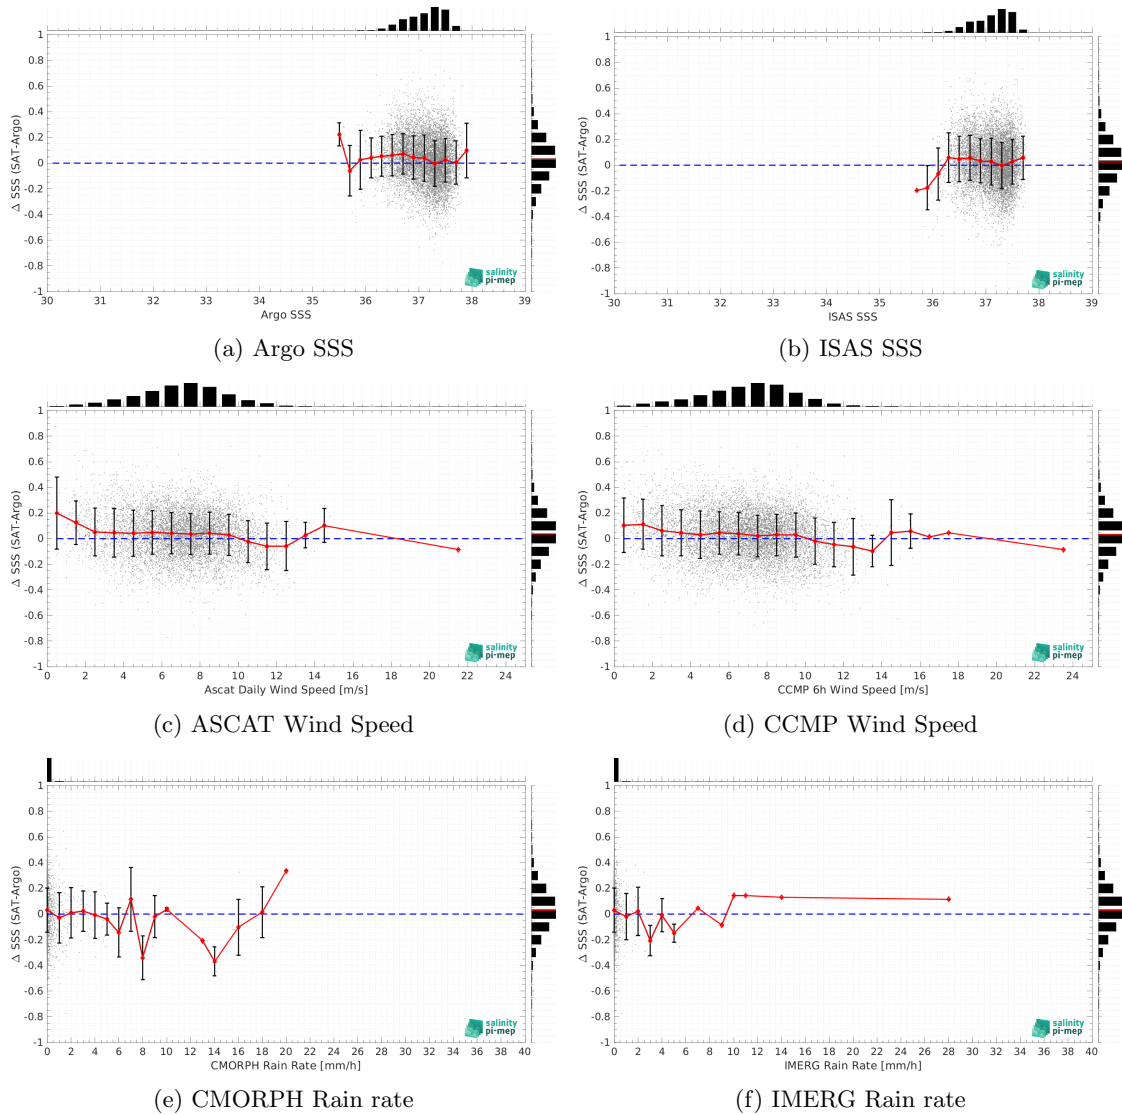 1
0.8
0.6
0.4
0.2
0
-0.2
-0.4
-0.6
-0.8
-1
Δ SSS (SAT-Argo)
salinity
pi-mep
30 31 32 33 34 35 36 37 38 39
Argo SSS
(a) Argo SSS
1
0.8
0.6
0.4
0.2
0
-0.2
-0.4
-0.6
-0.8
-1
Δ SSS (SAT-Argo)
salinity
pi-mep
30 31 32 33 34 35 36 37 38 39
ISAS SSS
(b) ISAS SSS
1
0.8
0.6
0.4
0.2
0
-0.2
-0.4
-0.6
-0.8
-1
Δ SSS (SAT-Argo)
salinity
pi-mep
0 2 4 6 8 10 12 14 16 18 20 22 24
Ascat Daily Wind Speed [m/s]
(c) ASCAT Wind Speed
1
0.8
0.6
0.4
0.2
0
-0.2
-0.4
-0.6
-0.8
-1
Δ SSS (SAT-Argo)
salinity
pi-mep
0 2 4 6 8 10 12 14 16 18 20 22 24
CCMP 6h Wind Speed [m/s]
(d) CCMP Wind Speed
1
0.8
0.6
0.4
0.2
0
-0.2
-0.4
-0.6
-0.8
-1
Δ SSS (SAT-Argo)
salinity
pi-mep
0 2 4 6 8 10 12 14 16 18 20 22 24 26 28 30 32 34 36 38 40
CMORPH Rain Rate [mm/h]
(e) CMORPH Rain rate
1
0.8
0.6
0.4
0.2
0
-0.2
-0.4
-0.6
-0.8
-1
Δ SSS (SAT-Argo)
salinity
pi-mep
0 2 4 6 8 10 12 14 16 18 20 22 24 26 28 30 32 34 36 38 40
IMERG Rain Rate [mm/h]
(f) IMERG Rain rate